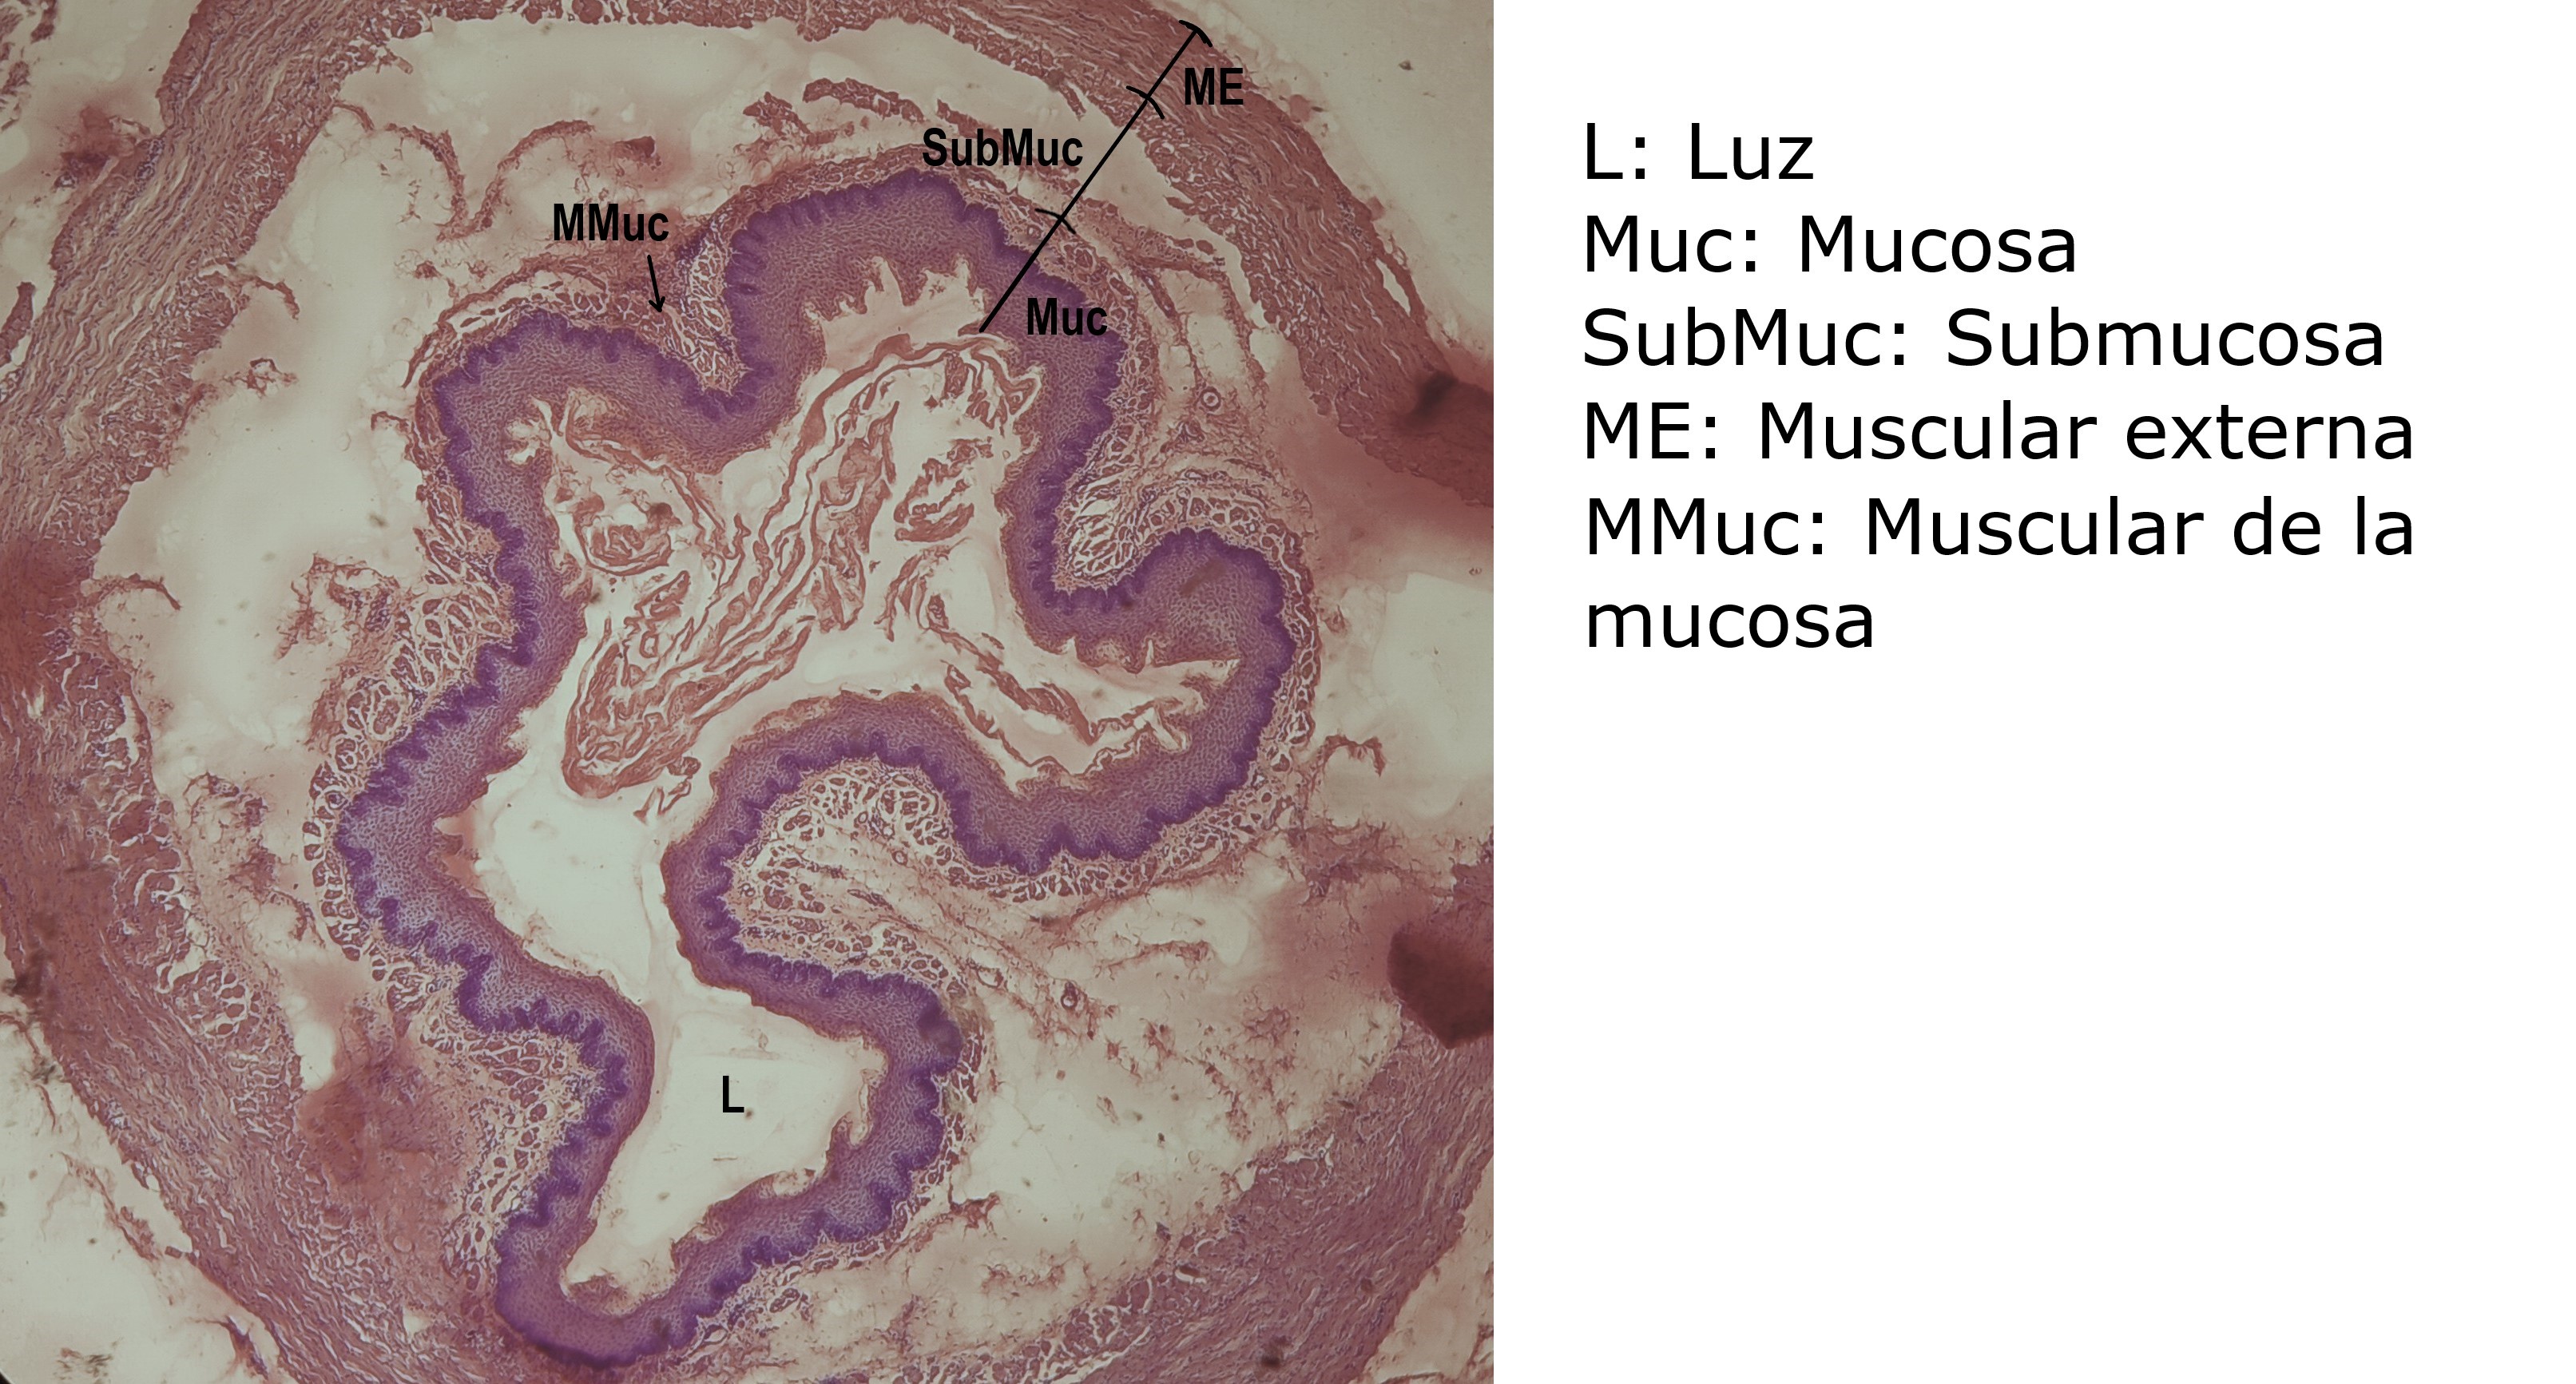 ME
SubMuc
MMuc
Muc
L
L: Luz
Muc: Mucosa
SubMuc: Submucosa
ME: Muscular externa
MMuc: Muscular de la
mucosa